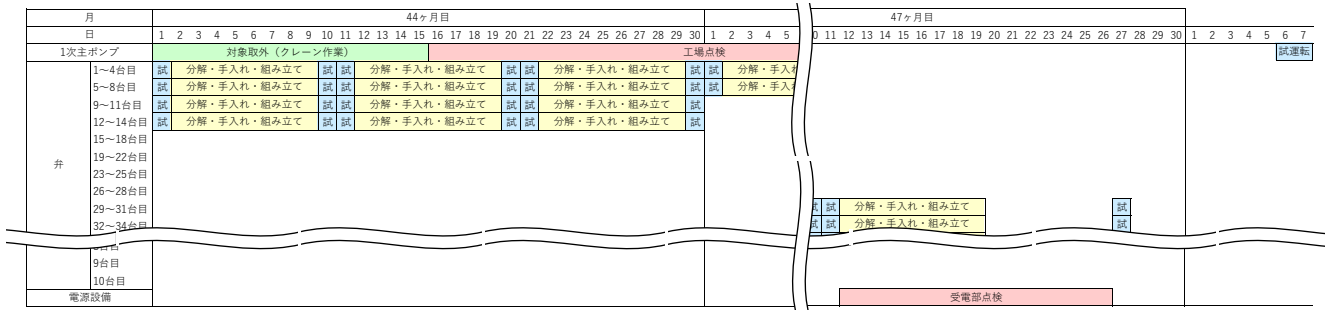 月 44ヶ月目 47ヶ月目
日 1 2 3 4 5 6 7 8 9 10 11 12 13 14 15 16 17 18 19 20 21 22 23 24 25 26 27 28 29 30 1 2 3 4 5 11 12 13 14 15 16 17 18 19 20 21 22 23 24 25 26 27 28 29 30 1 2 3 4 5 6 7
1次主ポンプ 対象取外（クレーン作業） 工場点検 試運転
弁
1～4台目 試 分解・手入れ・組み立て 試 試 分解・手入れ・組み立て 試 試 分解・手入れ・組み立て 試 試 分解・手入
5～8台目 試 分解・手入れ・組み立て 試 試 分解・手入れ・組み立て 試 試 分解・手入れ・組み立て 試 試 分解・手入
9～11台目 試 分解・手入れ・組み立て 試 試 分解・手入れ・組み立て 試 試 分解・手入れ・組み立て 試
12～14台目 試 分解・手入れ・組み立て 試 試 分解・手入れ・組み立て 試 試 分解・手入れ・組み立て 試
15～18台目
19～22台目
23～25台目
26～28台目
29～31台目 試 試 分解・手入れ・組み立て 試
32～34台目 試 試 分解・手入れ・組み立て 試
9台目
10台目
電源設備 受電部点検